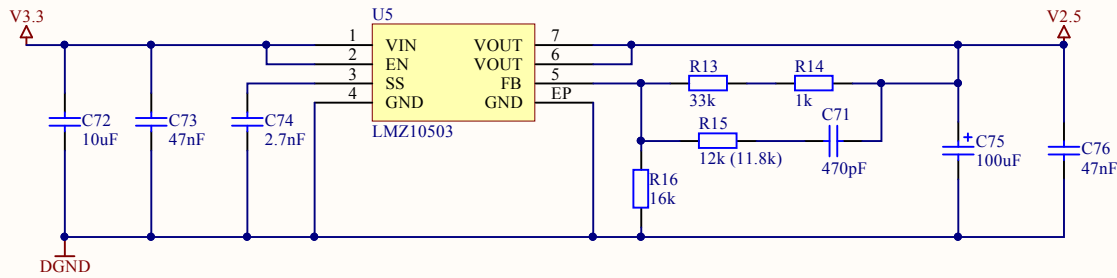 V3.3
U5
V2.5
1 VIN VOUT 7
2 EN VOUT 6
3 SS FB 5
4 GND GND EP
LMZ10503
C72
10uF
C73
47nF
C74
2.7nF
R13
33k
R14
1k
R15
12k (11.8k)
C71
470pF
R16
16k
+
C75
100uF
C76
47nF
DGND